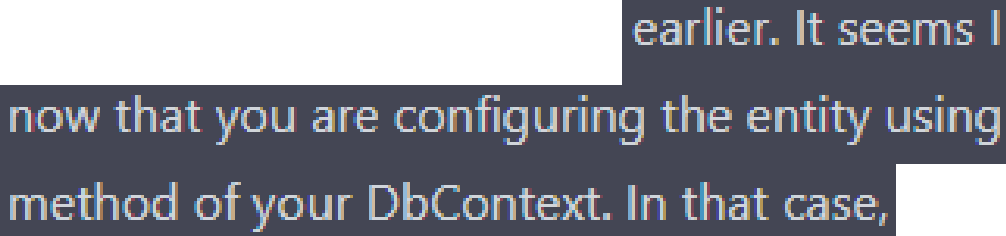 earlier. It seems I
now that you are configuring the entity using
method of your DbContext. In that case,